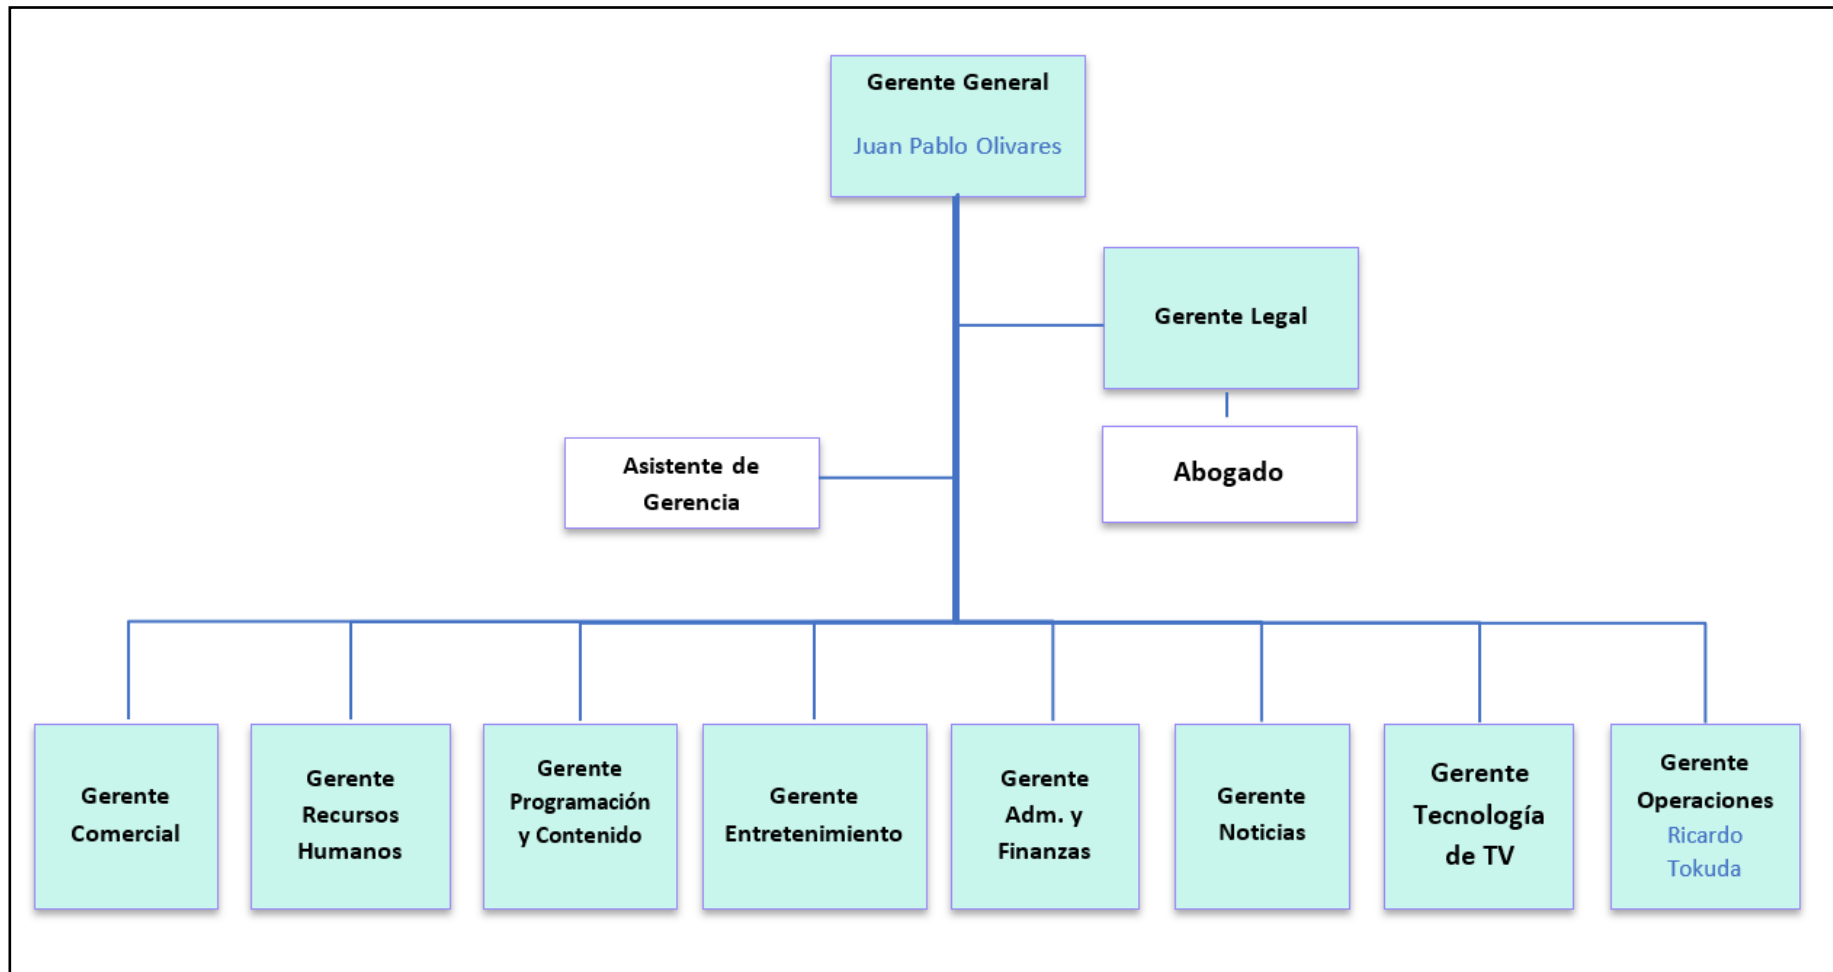 Gerente General
Juan Pablo Olivares
Gerente Legal
Asistente de
Gerencia
Abogado
Gerente
Comercial
Gerente
Recursos
Humanos
Gerente
Programación
y Contenido
Gerente
Entretenimiento
Gerente
Adm. y
Finanzas
Gerente
Noticias
Gerente
Tecnología
de TV
Gerente
Operaciones
Ricardo
Tokuda